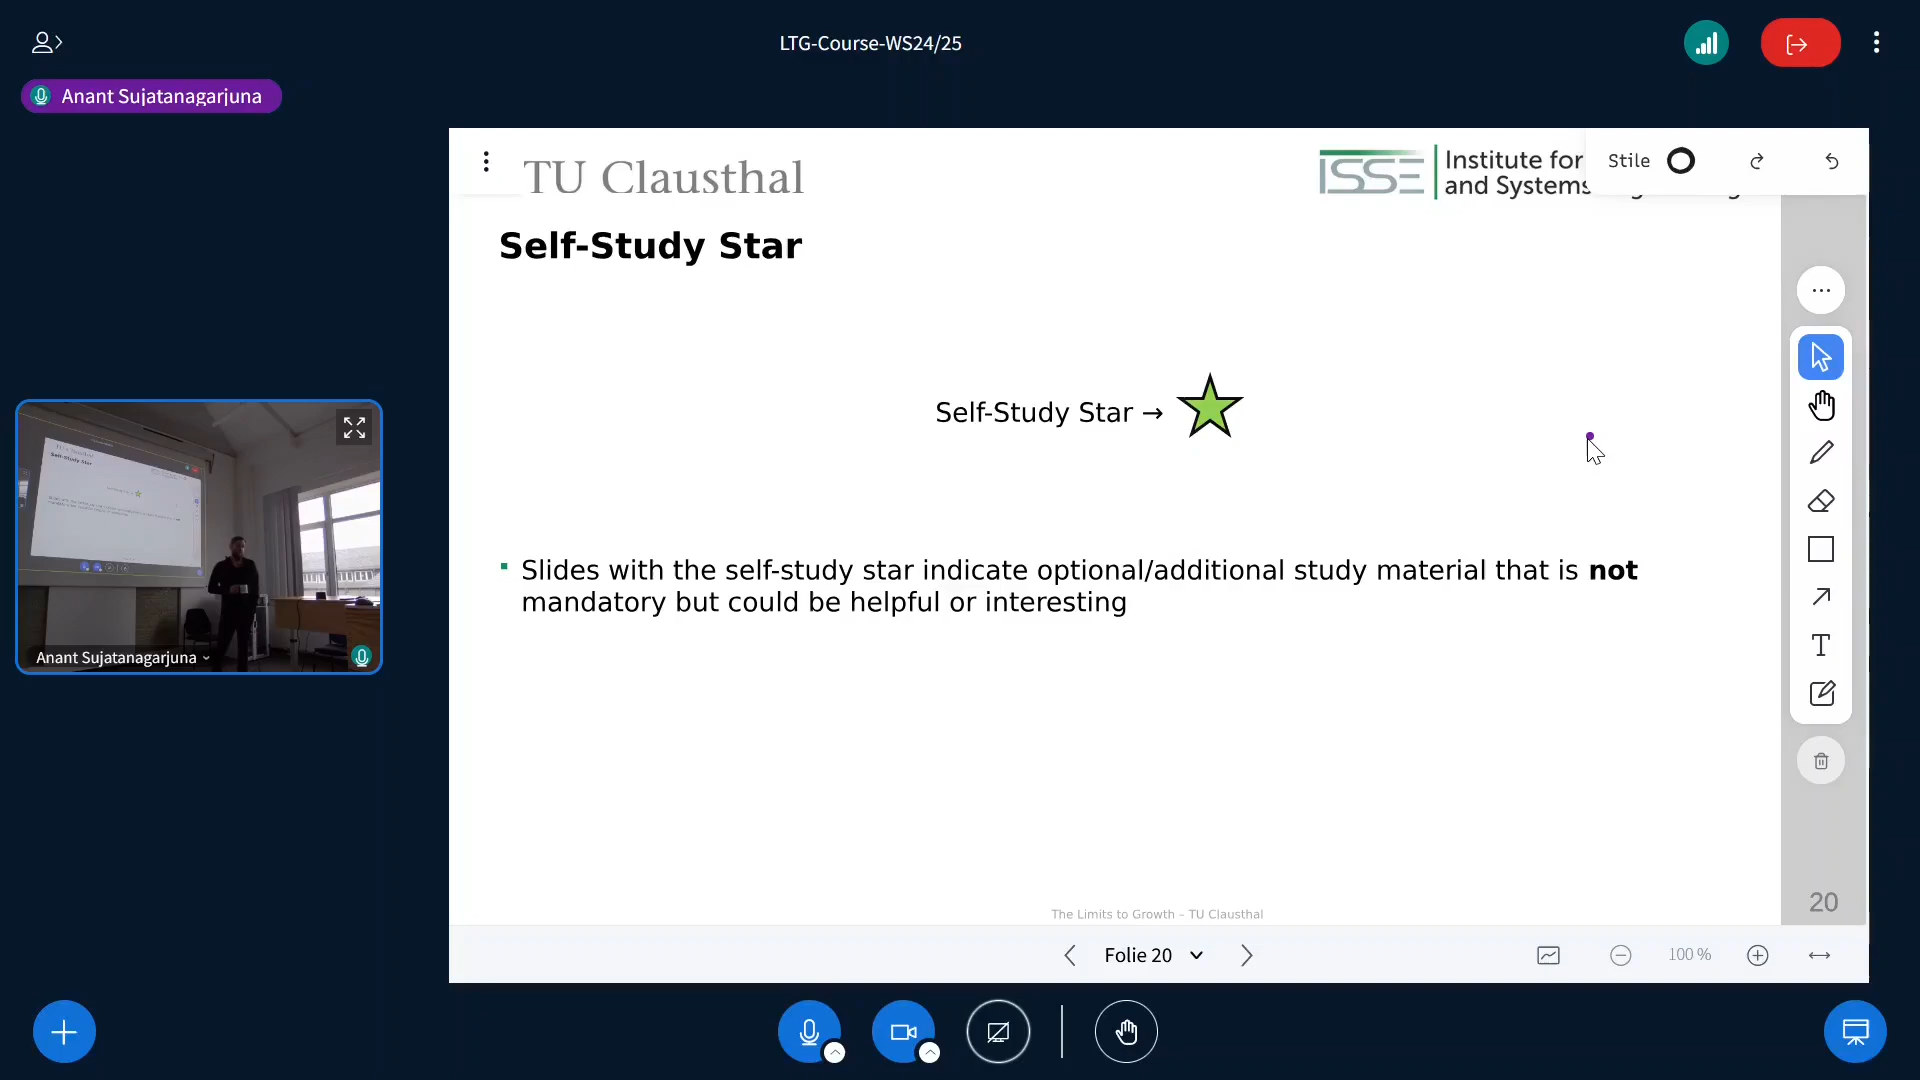 LTG-Course-WS24/25
Anant Sujatanagarjuna
TU Clausthal
ISSE
Institute for
and Systems
Stile
Self-Study Star
Self-Study Star →
Slides with the self-study star indicate optional/additional study material that is not
mandatory but could be helpful or interesting
Anant Sujatanagarjuna
T
20
The Limits to Growth – TU Clausthal
Folie 20
100 %